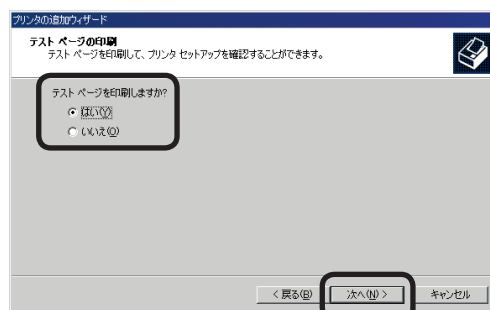 プリンタの追加ウィザード
テスト ページの印刷
テスト ページを印刷して、プリンタ セットアップを確認することができます。
テスト ページを印刷しますか?
はい(Y)
いいえ(O)
< 戻る(B) 次へ(N) > キャンセル